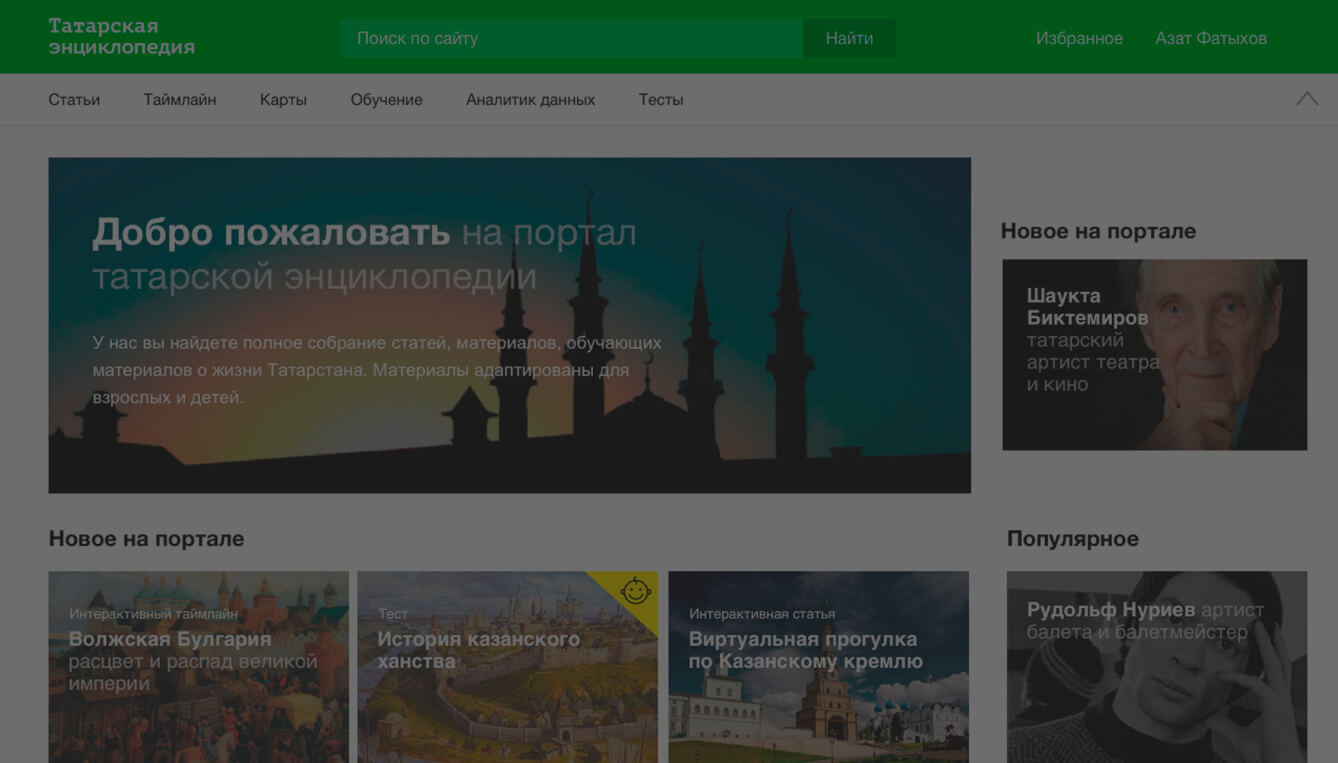 Татарская
энциклопедия
Поиск по сайту
Найти
Избранное
Азат Фатыхов
Статьи
Таймлайн
Карты
Обучение
Аналитик данных
Тесты
Добро пожаловать на портал
татарской энциклопедии
У нас вы найдете полное собрание статей, материалов, обучающих
материалов о жизни Татарстана. Материалы адаптированы для
взрослых и детей.
Новое на портале
Шаукта
Биктемиров
татарский
артист театра
и кино
Новое на портале
Интерактивный таймлайн
Волжская Булгария
расцвет и распад великой
империи
Тест
История казанского
ханства
Интерактивная статья
Виртуальная прогулка
по Казанскому кремлю
Популярное
Рудольф Нуриев артист
балета и балетмейстер